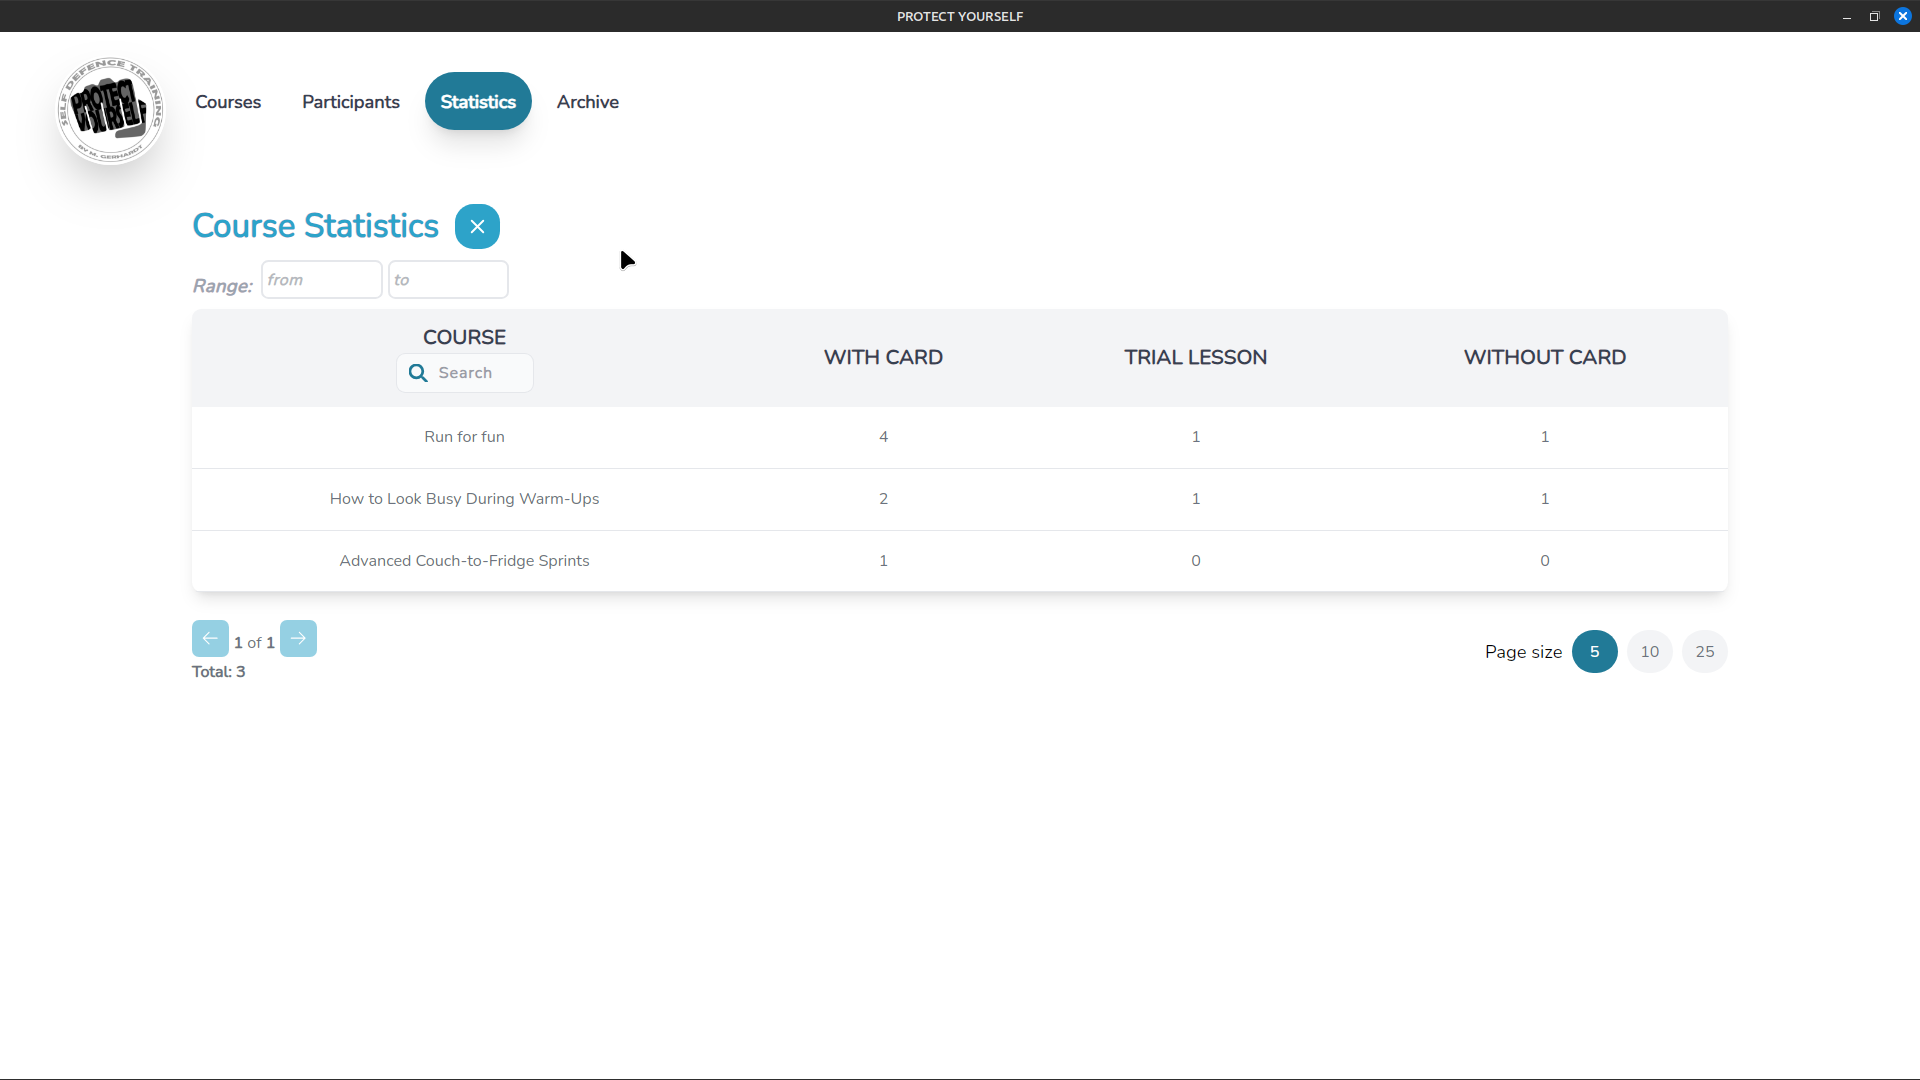 PROTECT YOURSELF
SELF DEFENCE TRAINING
PROTECT
YOURSELF
BY M. GERHARDT
Courses
Participants
Statistics
Archive
Course Statistics
Range: from to
COURSE WITH CARD TRIAL LESSON WITHOUT CARD
Search
Run for fun 4 1 1
How to Look Busy During Warm-Ups 2 1 1
Advanced Couch-to-Fridge Sprints 1 0 0
1 of 1
Total: 3
Page size 5 10 25